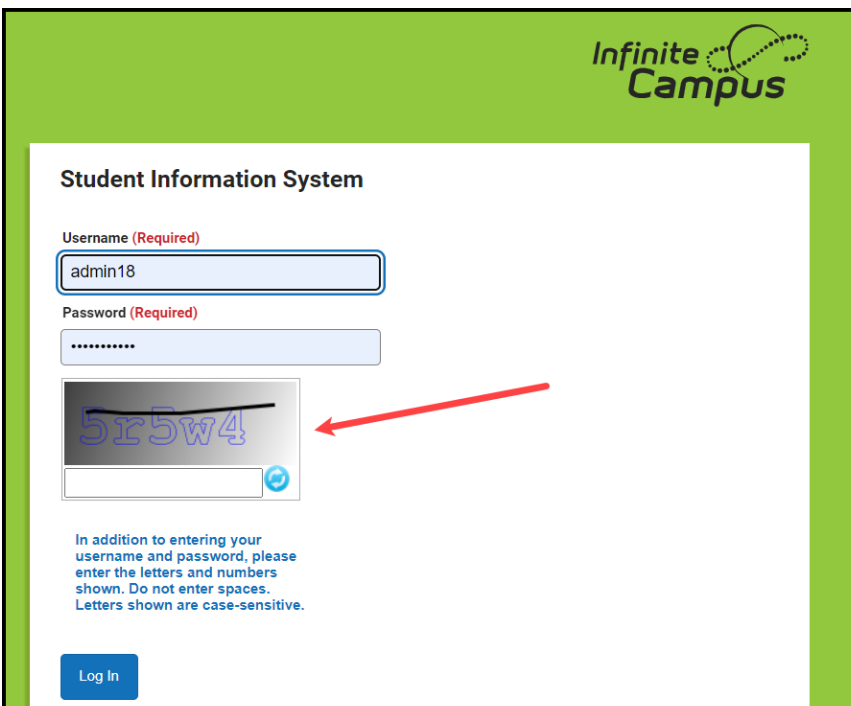 Infinite
Campus
Student Information System
Username (Required)
admin18
Password (Required)
•••••••••••
5r5w4
In addition to entering your
username and password, please
enter the letters and numbers
shown. Do not enter spaces.
Letters shown are case-sensitive.
Log In